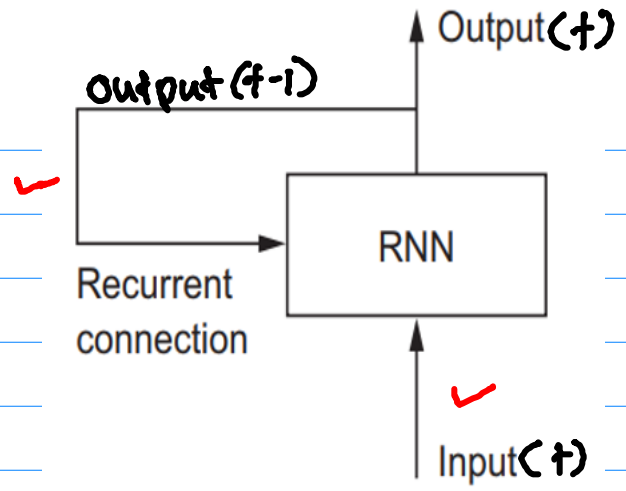 Output(t)
output(t-1)
RNN
Recurrent
connection
Input(t)